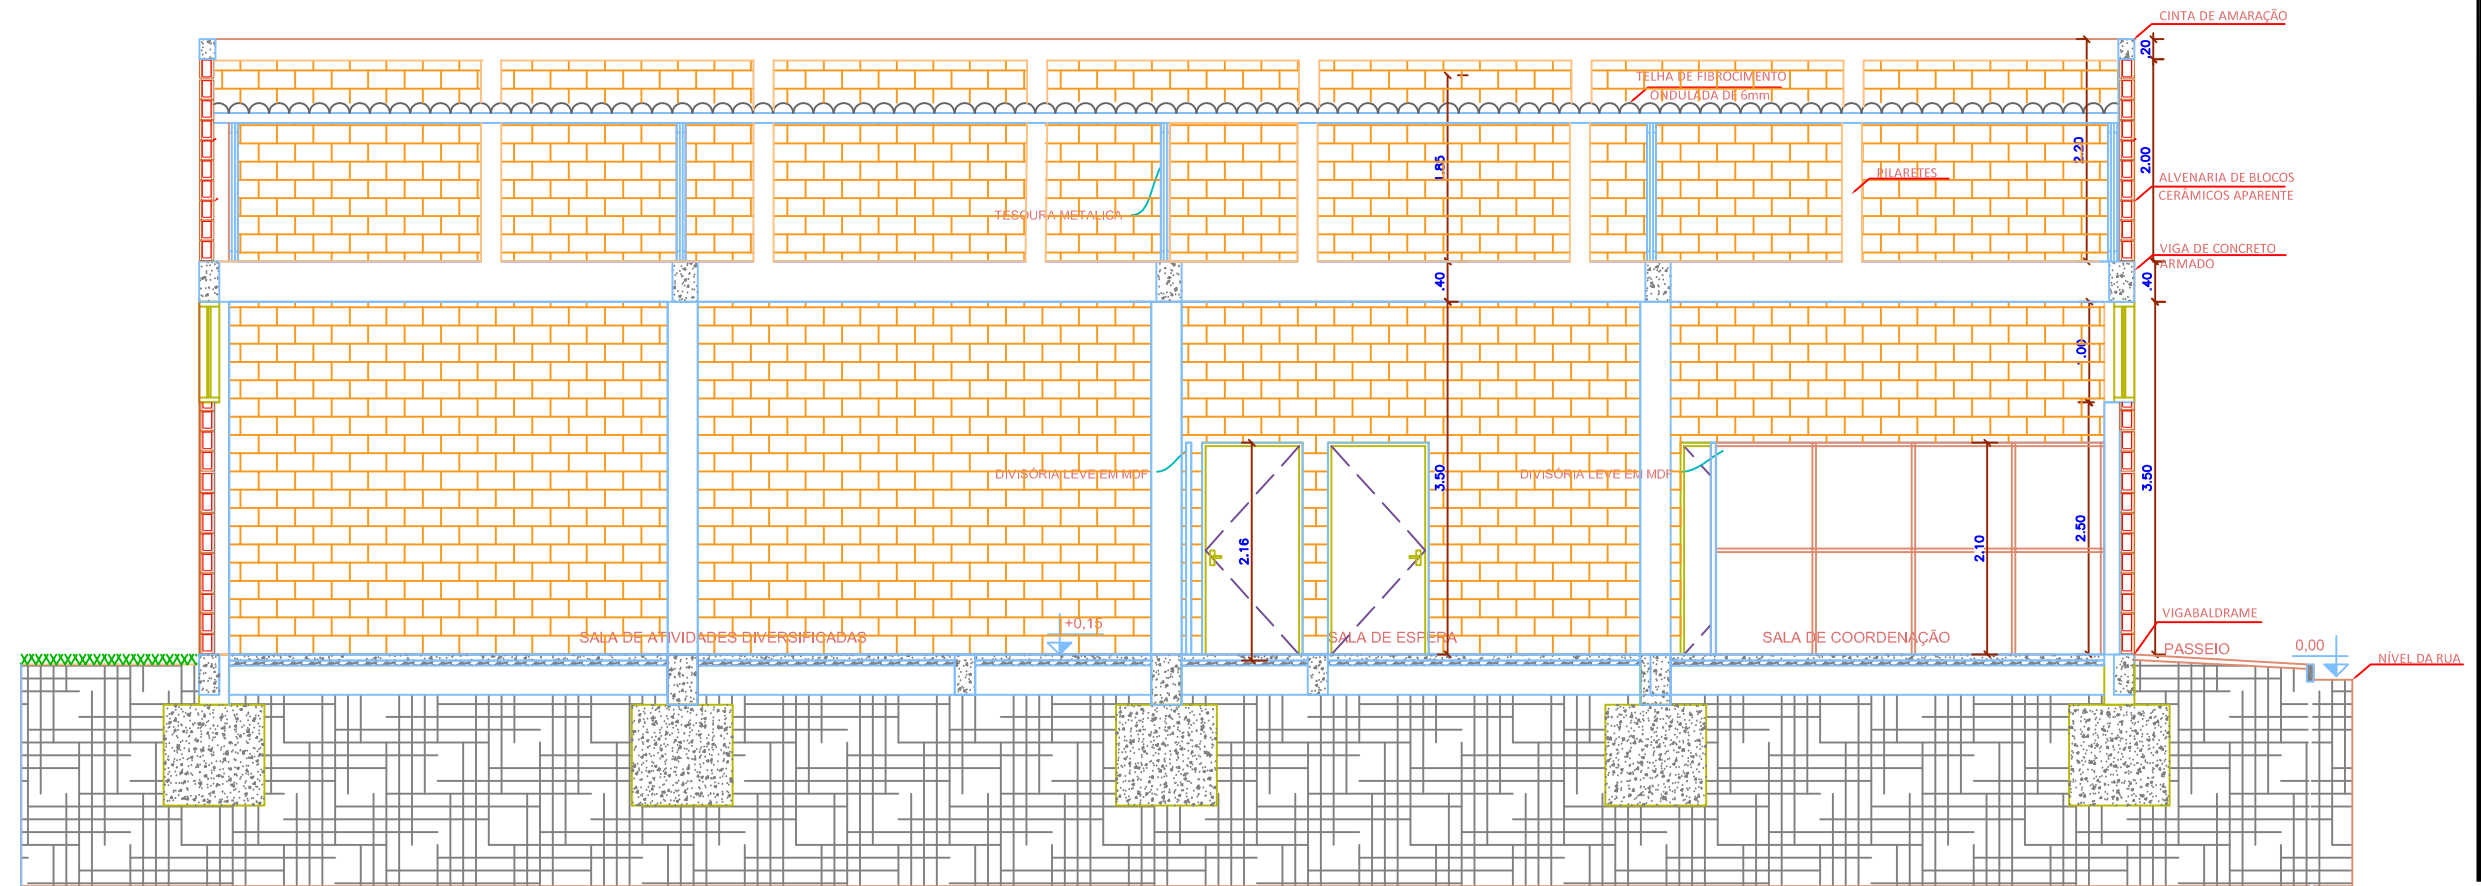 CINTA DE AMARAÇÃO
.20
TELHA DE FIBROCIMENTO
ONDULADA DE 6mm
1.85
2.20
2.00
PILARETES
ALVENARIA DE BLOCOS
CERÂMICOS APARENTE
TESOURA METALICA
VIGA DE CONCRETO
ARMADO
.40
.40
.00
DIVISÓRIA LEVE EM MDF
DIVISÓRIA LEVE EM MDF
3.50
3.50
2.16
2.10
2.50
VIGABALDRAME
+0,15
SALA DE ATIVIDADES DIVERSIFICADAS
SALA DE ESPERA
SALA DE COORDENAÇÃO
PASSEIO
0,00
NÍVEL DA RUA